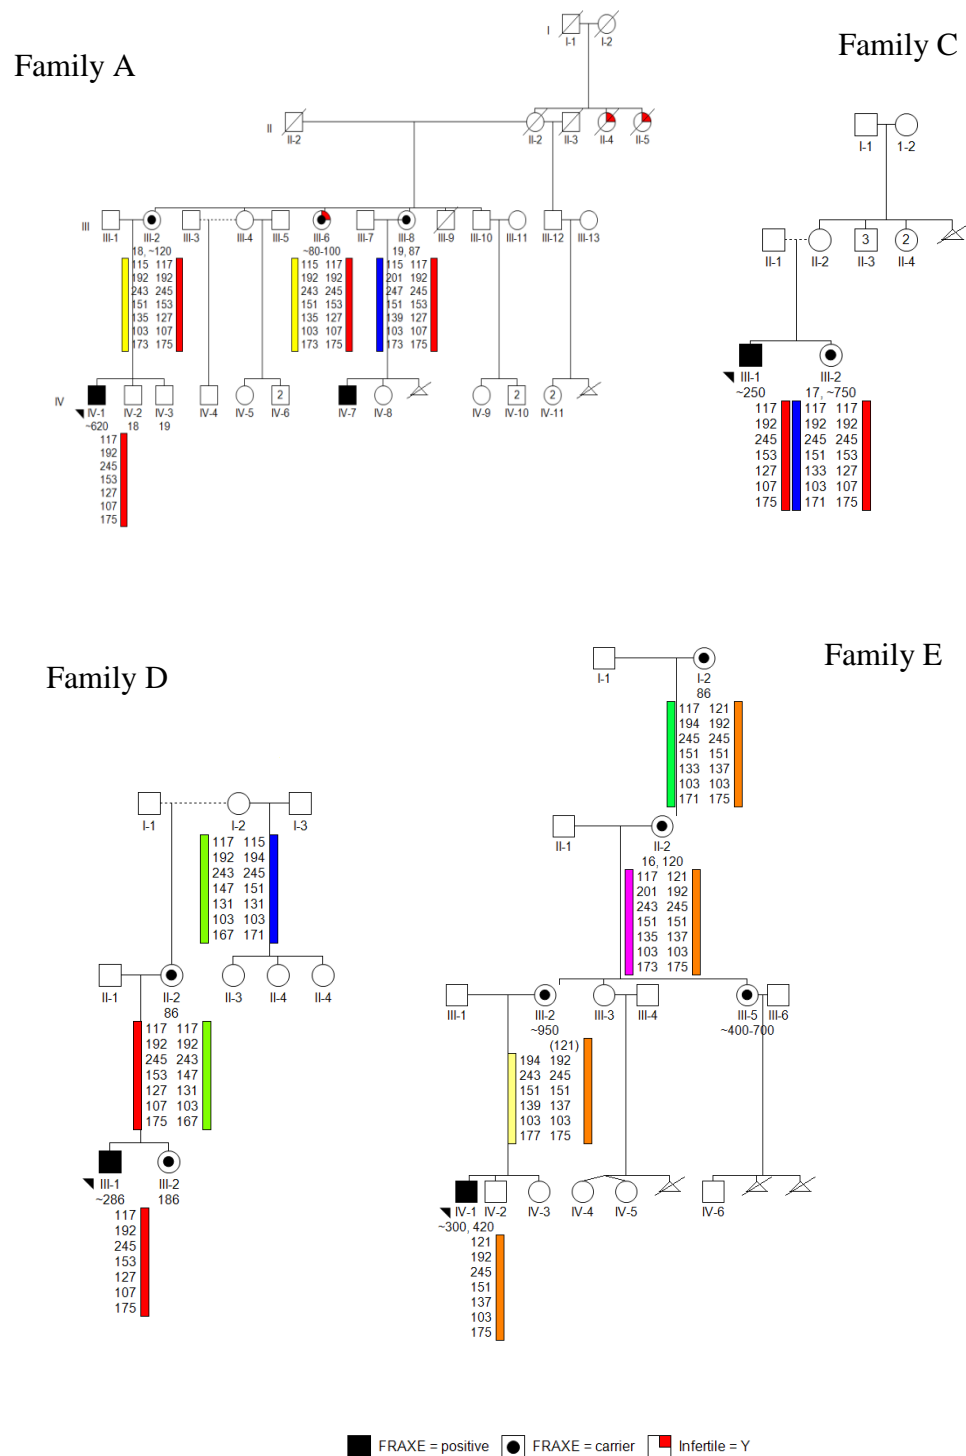 Family A
Family C
I
I-1 I-2
II
II-2 II-2 II-3 II-4 II-5
III
III-1 III-2 III-3 III-4 III-5 III-6 III-7 III-8 III-9 III-10 III-11 III-12 III-13
18, ~120 ~80-100 19, 87
115 117 115 117 115 117
192 192 192 192 201 192
243 245 243 245 247 245
151 153 151 153 151 153
135 127 135 127 139 127
103 107 103 107 103 107
173 175 173 175 173 175
IV
2 2 2 2
IV-1 IV-2 IV-3 IV-4 IV-5 IV-6 IV-7 IV-8 IV-9 IV-10 IV-11
~620 18 19
117
192
245
153
127
107
175
I-1 1-2
3 2
II-1 II-2 II-3 II-4
III-1 III-2
~250 17, ~750
117 117 117
192 192 192
245 245 245
153 151 153
127 133 127
107 103 107
175 171 175
Family D
Family E
I-1 I-2 I-3
117 115
192 194
243 245
147 151
131 131
103 103
167 171
II-1 II-2 II-3 II-4 II-4
86
117 117
192 192
245 243
153 147
127 131
107 103
175 167
III-1 III-2
~286 186
117
192
245
153
127
107
175
I-1 I-2
86
117 121
194 192
245 245
151 151
133 137
103 103
171 175
II-1 II-2
16, 120
117 121
201 192
243 245
151 151
135 137
103 103
173 175
III-1 III-2 III-3 III-4 III-5 III-6
~950 ~400-700
(121)
194 192
243 245
151 151
139 137
103 103
177 175
IV-1 IV-2 IV-3 IV-4 IV-5 IV-6
~300, 420
121
192
245
151
137
103
175
FRAXE = positive FRAXE = carrier Infertile = Y